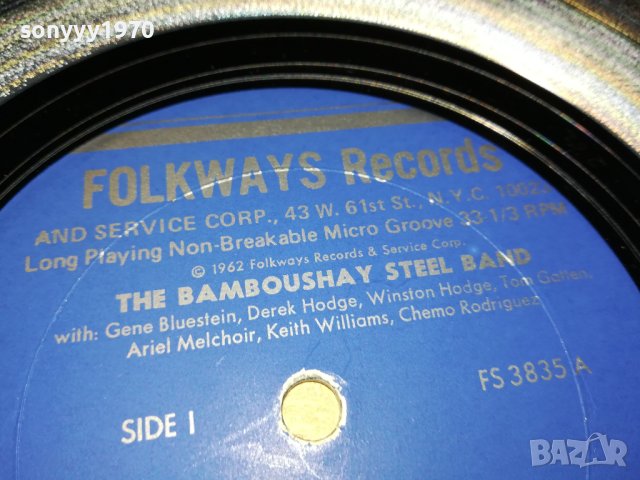 sonyyy1970
FOLKWAYS Records
AND SERVICE CORP., 43 W. 61st St., N.Y.C. 10023
Long Playing Non-Breakable Micro Groove 33-1/3 RPM
© 1962 Folkways Records & Service Corp.
THE BAMBOUSHAY STEEL BAND
with: Gene Bluestein, Derek Hodge, Winston Hodge, Tom Gatten,
Ariel Melchoir, Keith Williams, Chemo Rodriguez
FS 3835 A
SIDE I
BAZAR